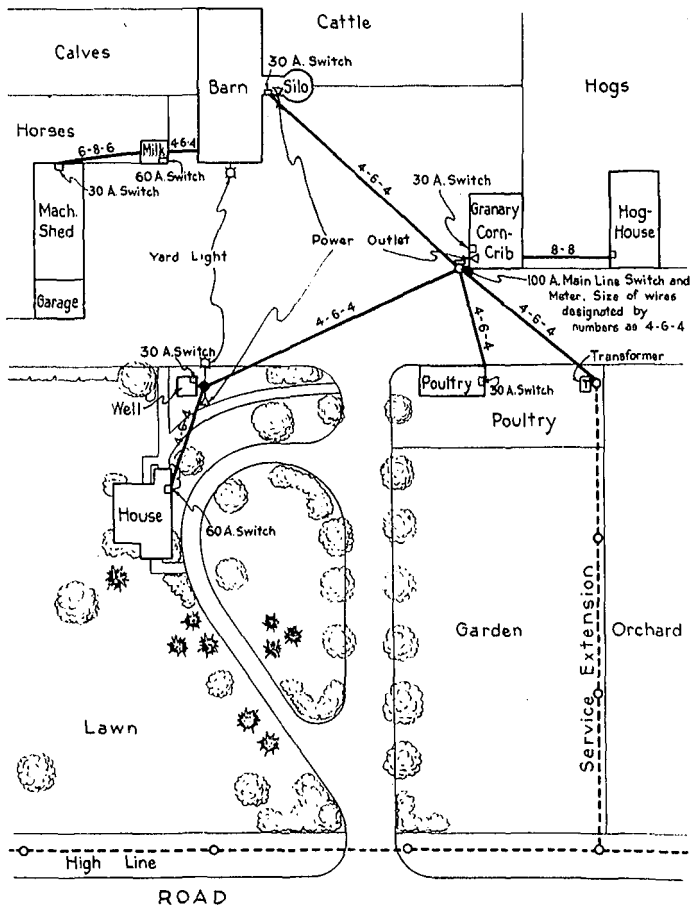 Cattle
Calves
30 A. Switch
Barn
Silo
Hogs
Horses
6-8-6
Milk
4-6-4
60 A. Switch
30 A. Switch
4-6-4
30 A. Switch
Granary
Corn-
Crib
Hog-
House
8-8
Mach.
Shed
Garage
Yard Light
Power Outlet
100 A. Main Line Switch and
Meter. Size of wires
designated by
numbers as 4-6-4
4-6-4
4-6-4
4-6-4
Transformer
T
30 A. Switch
Well
Poultry
30 A. Switch
Poultry
4-6-4
House
60 A. Switch
Garden
Service Extension
Orchard
Lawn
High Line
ROAD